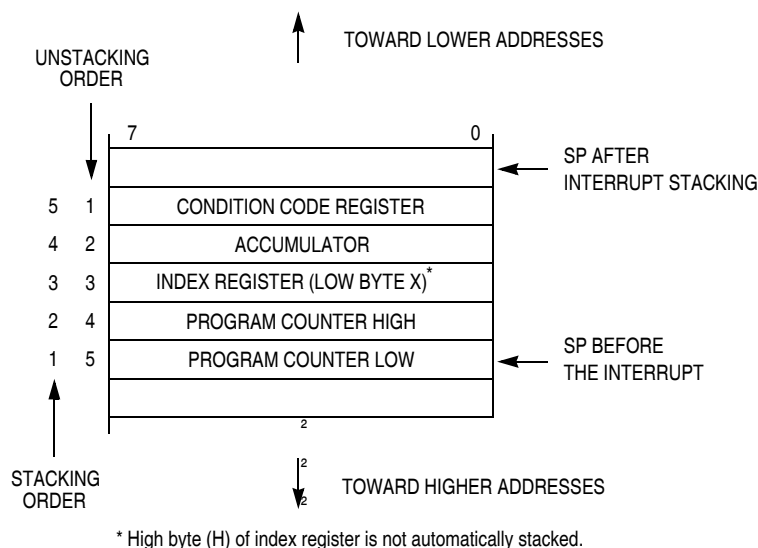 TOWARD LOWER ADDRESSES
UNSTACKING
ORDER
7 0
SP AFTER
INTERRUPT STACKING
5 1 CONDITION CODE REGISTER
4 2 ACCUMULATOR
3 3 INDEX REGISTER (LOW BYTE X)*
2 4 PROGRAM COUNTER HIGH
1 5 PROGRAM COUNTER LOW
SP BEFORE
THE INTERRUPT
2
2
2
STACKING
ORDER
TOWARD HIGHER ADDRESSES
* High byte (H) of index register is not automatically stacked.